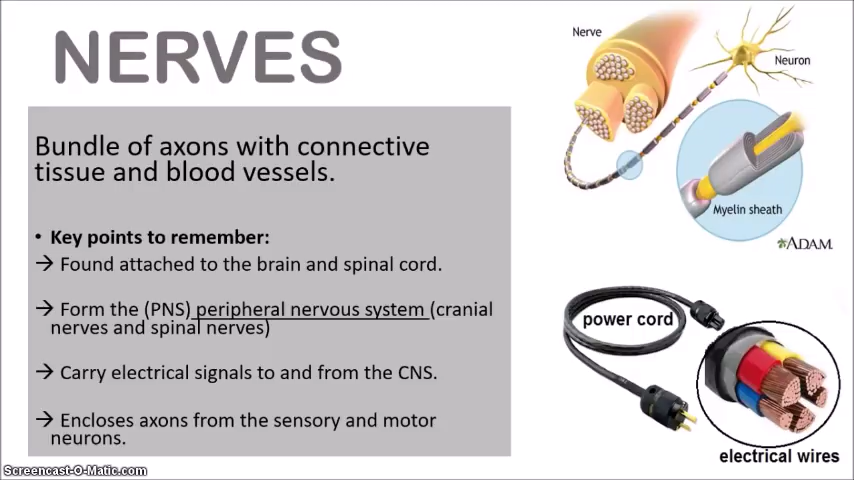 NERVES
Bundle of axons with connective
tissue and blood vessels.
• Key points to remember:
→ Found attached to the brain and spinal cord.
→ Form the (PNS) peripheral nervous system (cranial
nerves and spinal nerves)
→ Carry electrical signals to and from the CNS.
→ Encloses axons from the sensory and motor
neurons.
Nerve
Neuron
Myelin sheath
ADAM.
power cord
electrical wires
Screencast-O-Matic.com